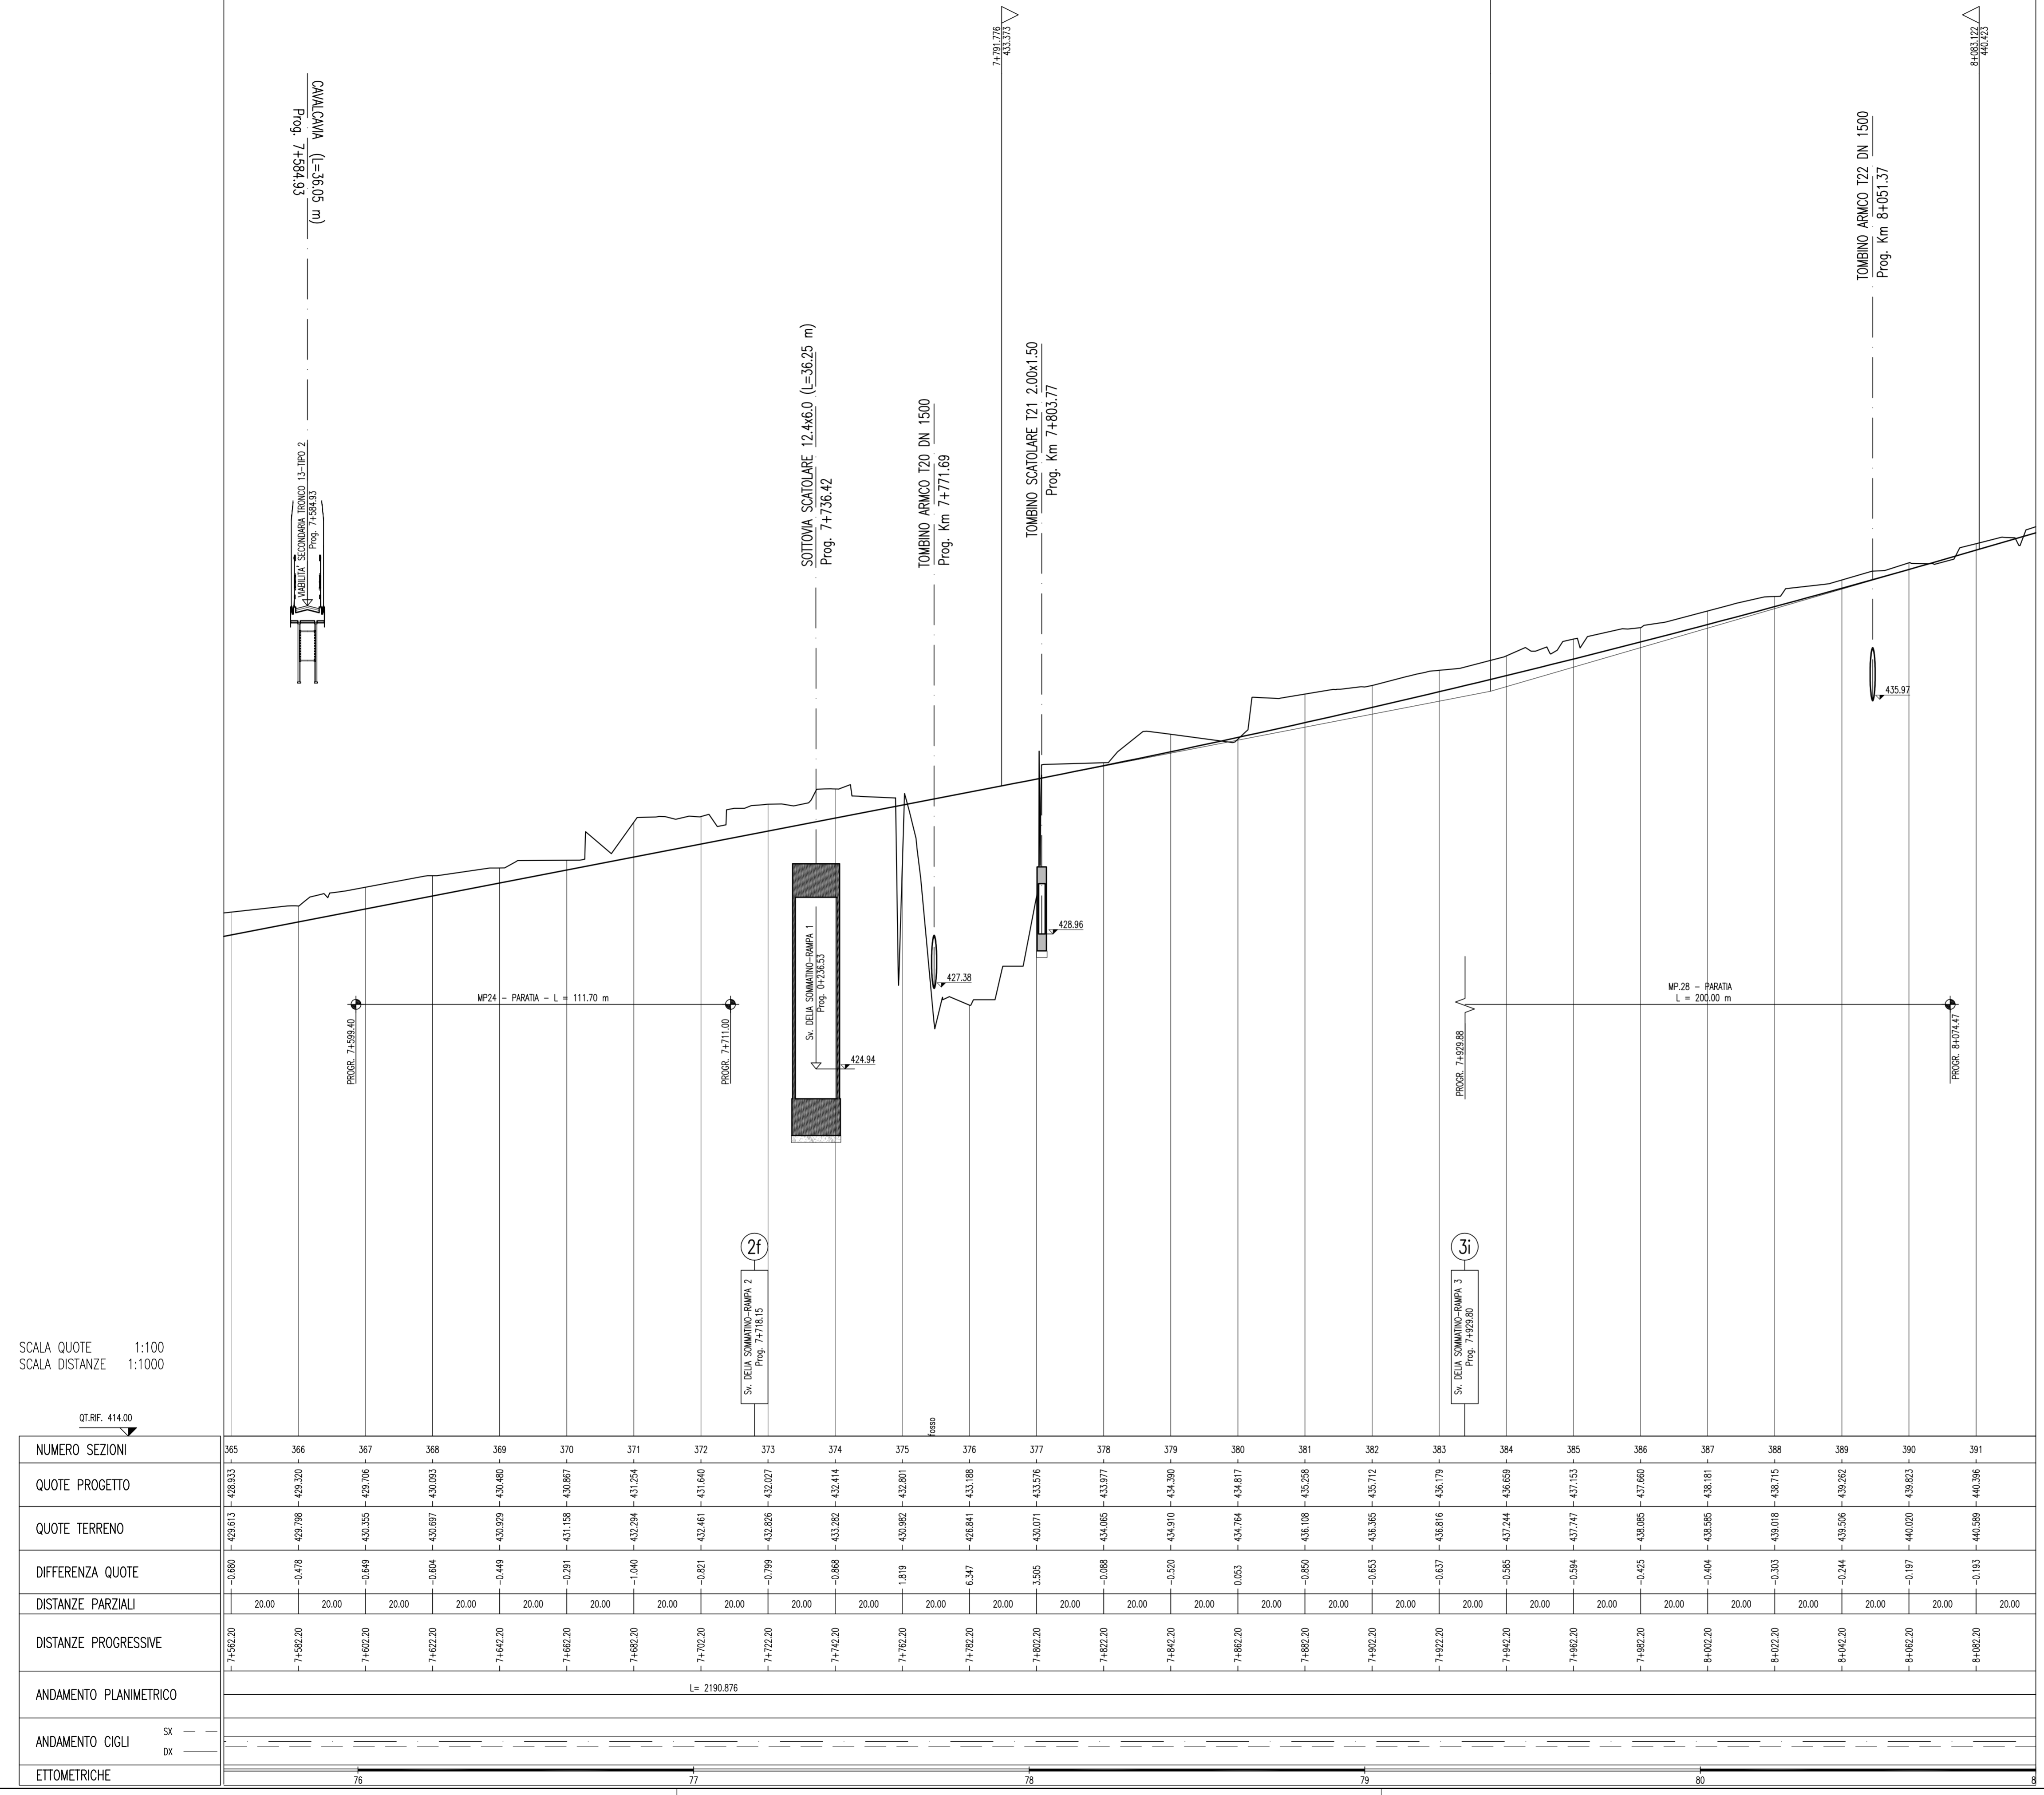 7+791.776
433.373
8+083.122
440.423
CAVALCAVIA (L=36.05 m)
Prog. 7+584.93
TOMBINO ARMCO T22 DN 1500
Prog. Km 8+051.37
SOTTOVIA SCATOLARE 12.4x6.0 (L=36.25 m)
Prog. 7+736.42
TOMBINO ARMCO T20 DN 1500
Prog. Km 7+771.69
TOMBINO SCATOLARE T21 2.00x1.50
Prog. Km 7+803.77
VIABILITA' SECONDARIA TRONCO 13-TIPO 2
Prog. 7+584.93
435.97
428.96
427.38
424.94
Sv. DELIA SOMMATINO-RAMPA 1
Prog. 0+236.53
MP24 - PARATIA - L = 111.70 m
PROGR. 7+599.40
PROGR. 7+711.00
MP.28 - PARATIA
L = 200.00 m
PROGR. 7+929.88
PROGR. 8+074.47
2f
Sv. DELIA SOMMATINO-RAMPA 2
Prog. 7+718.15
3i
Sv. DELIA SOMMATINO-RAMPA 3
Prog. 7+929.80
SCALA QUOTE 1:100
SCALA DISTANZE 1:1000
QT.RIF. 414.00
fosso
NUMERO SEZIONI 365 366 367 368 369 370 371 372 373 374 375 376 377 378 379 380 381 382 383 384 385 386 387 388 389 390 391
QUOTE PROGETTO 428.933 429.320 429.706 430.093 430.480 430.867 431.254 431.640 432.027 432.414 432.801 433.188 433.576 433.977 434.390 434.817 435.258 435.712 436.179 436.659 437.153 437.660 438.181 438.715 439.262 439.823 440.396
QUOTE TERRENO 429.613 429.798 430.355 430.697 430.929 431.158 432.294 432.461 432.826 433.282 430.982 426.841 430.071 434.065 434.910 434.764 436.108 436.365 436.816 437.244 437.747 438.085 438.585 439.018 439.506 440.020 440.589
DIFFERENZA QUOTE -0.680 -0.478 -0.649 -0.604 -0.449 -0.291 -1.040 -0.821 -0.799 -0.868 1.819 6.347 3.505 -0.088 -0.520 0.053 -0.850 -0.653 -0.637 -0.585 -0.594 -0.425 -0.404 -0.303 -0.244 -0.197 -0.193
DISTANZE PARZIALI 20.00 20.00 20.00 20.00 20.00 20.00 20.00 20.00 20.00 20.00 20.00 20.00 20.00 20.00 20.00 20.00 20.00 20.00 20.00 20.00 20.00 20.00 20.00 20.00 20.00 20.00 20.00
DISTANZE PROGRESSIVE 7+562.20 7+582.20 7+602.20 7+622.20 7+642.20 7+662.20 7+682.20 7+702.20 7+722.20 7+742.20 7+762.20 7+782.20 7+802.20 7+822.20 7+842.20 7+862.20 7+882.20 7+902.20 7+922.20 7+942.20 7+962.20 7+982.20 8+002.20 8+022.20 8+042.20 8+062.20 8+082.20
ANDAMENTO PLANIMETRICO L= 2190.876
ANDAMENTO CIGLI SX
DX
ETTOMETRICHE 76 77 78 79 80 8